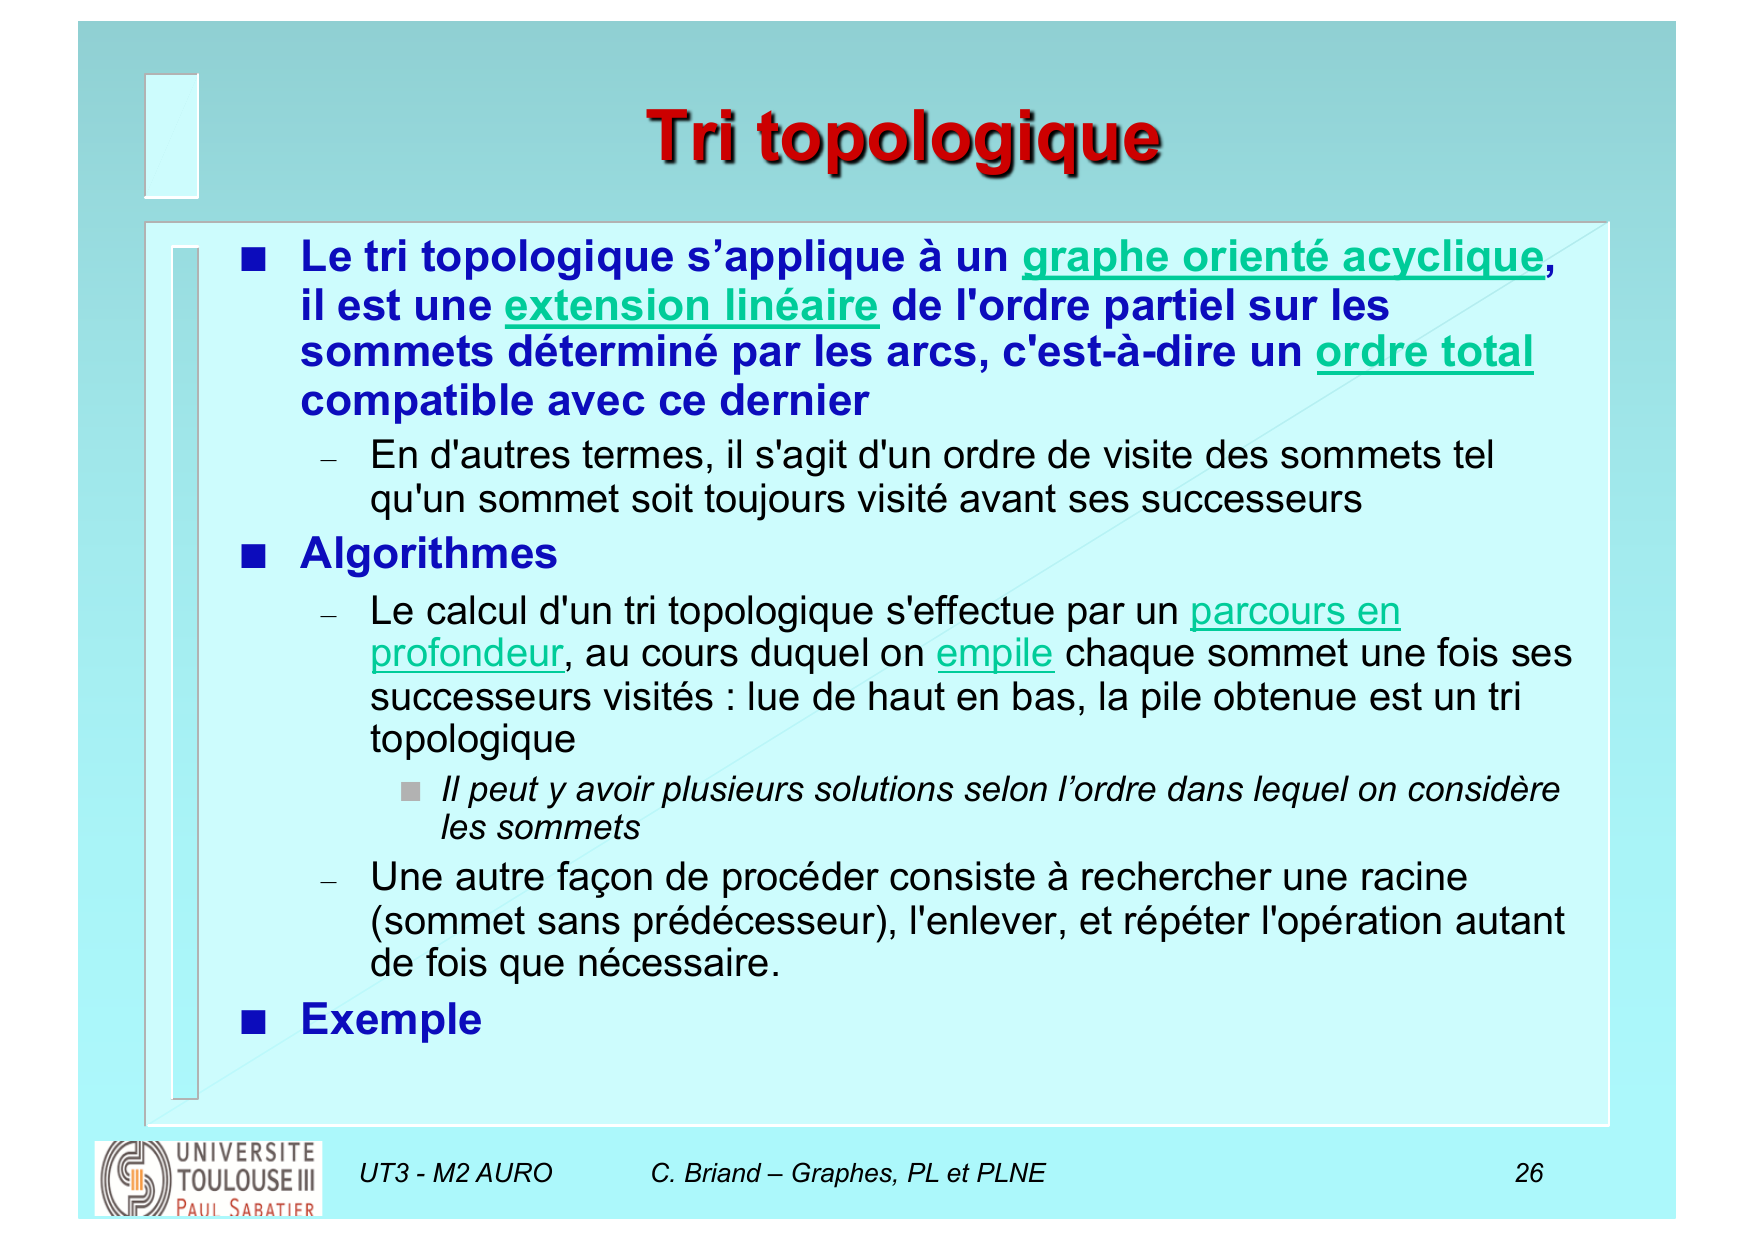 Tri topologique
■ Le tri topologique s’applique à un graphe orienté acyclique,
il est une extension linéaire de l'ordre partiel sur les
sommets déterminé par les arcs, c'est-à-dire un ordre total
compatible avec ce dernier
– En d'autres termes, il s'agit d'un ordre de visite des sommets tel
qu'un sommet soit toujours visité avant ses successeurs
■ Algorithmes
– Le calcul d'un tri topologique s'effectue par un parcours en
profondeur, au cours duquel on empile chaque sommet une fois ses
successeurs visités : lue de haut en bas, la pile obtenue est un tri
topologique
■ Il peut y avoir plusieurs solutions selon l’ordre dans lequel on considère
les sommets
– Une autre façon de procéder consiste à rechercher une racine
(sommet sans prédécesseur), l'enlever, et répéter l'opération autant
de fois que nécessaire.
■ Exemple
UNIVERSITE
TOULOUSE III
PAUL SABATIER
UT3 - M2 AURO C. Briand – Graphes, PL et PLNE 26